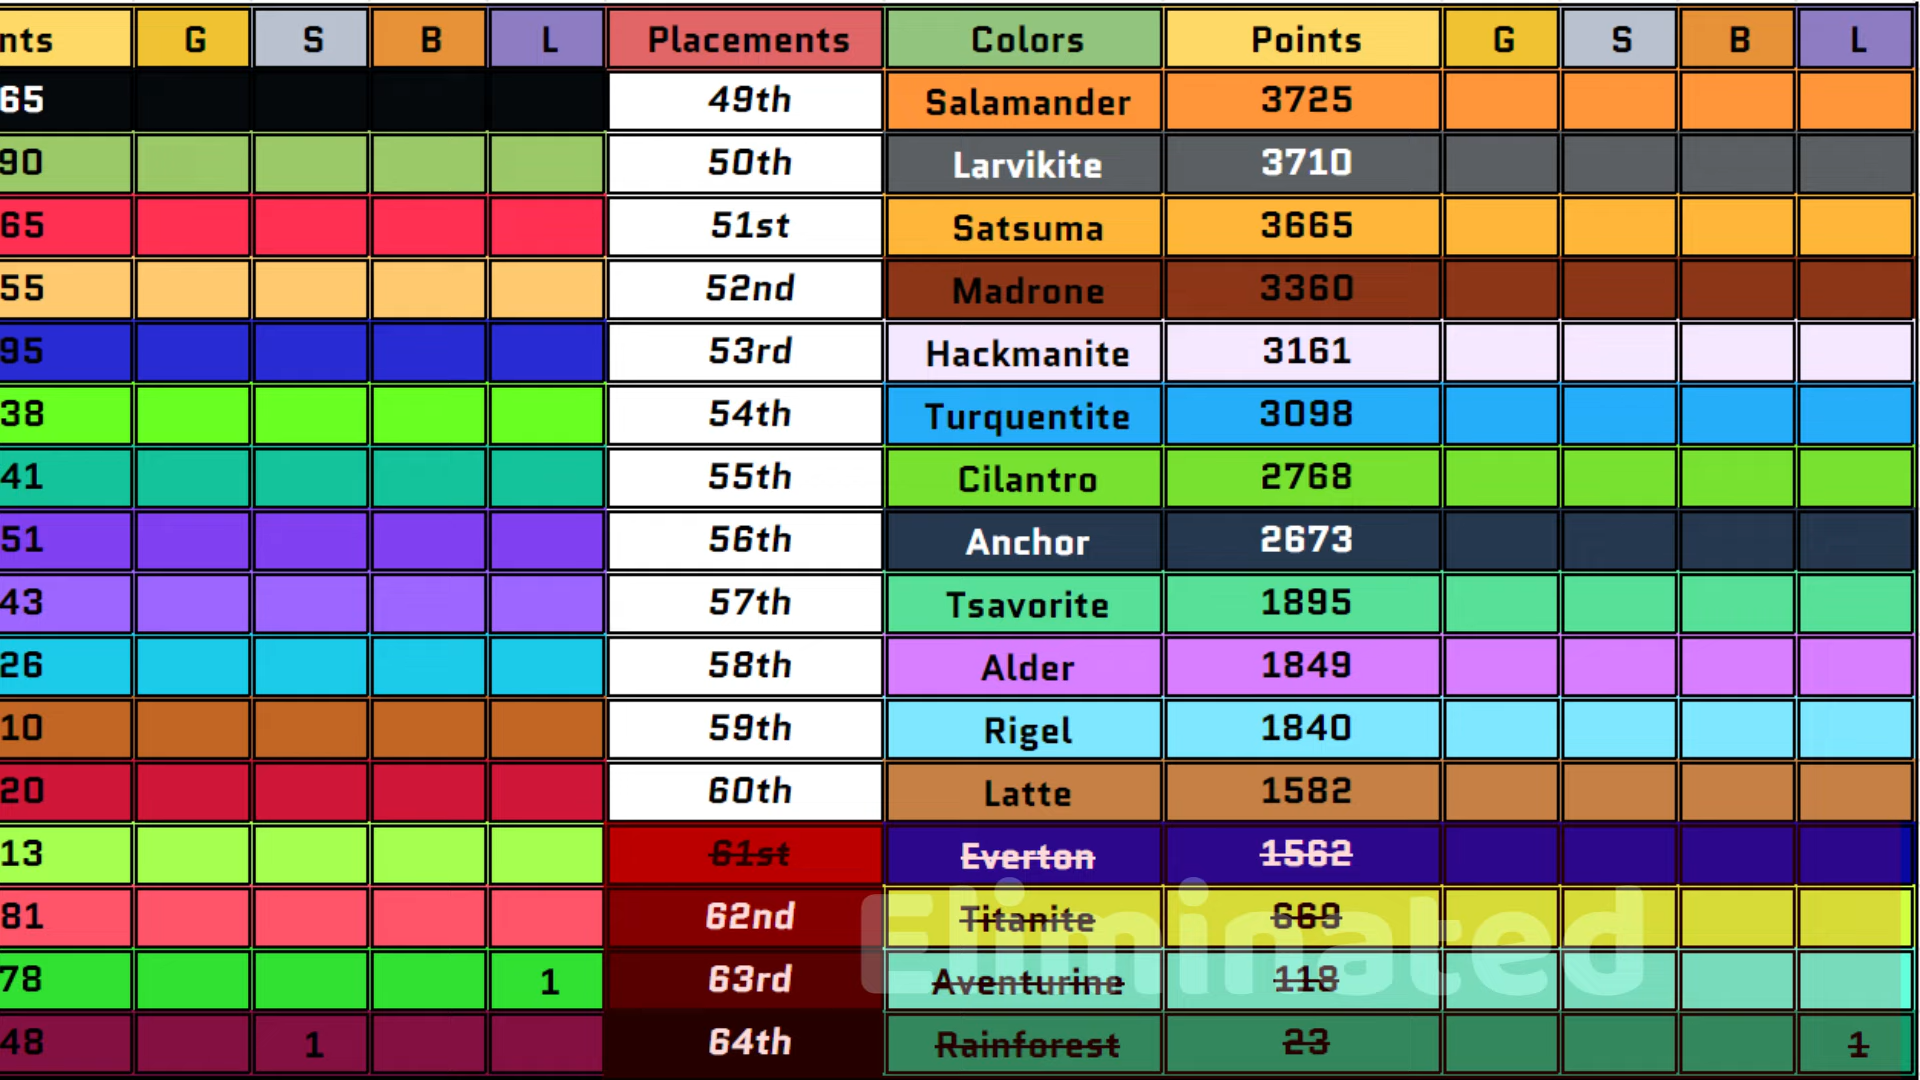 nts G S B L Placements Colors Points G S B L
65 49th Salamander 3725
90 50th Larvikite 3710
65 51st Satsuma 3665
55 52nd Madrone 3360
95 53rd Hackmanite 3161
38 54th Turquentite 3098
41 55th Cilantro 2768
51 56th Anchor 2673
43 57th Tsavorite 1895
26 58th Alder 1849
10 59th Rigel 1840
20 60th Latte 1582
13 61st Everton 1562
81 62nd Titanite 669
Eliminated
78 1 63rd Aventurine 118
48 1 64th Rainforest 23 1